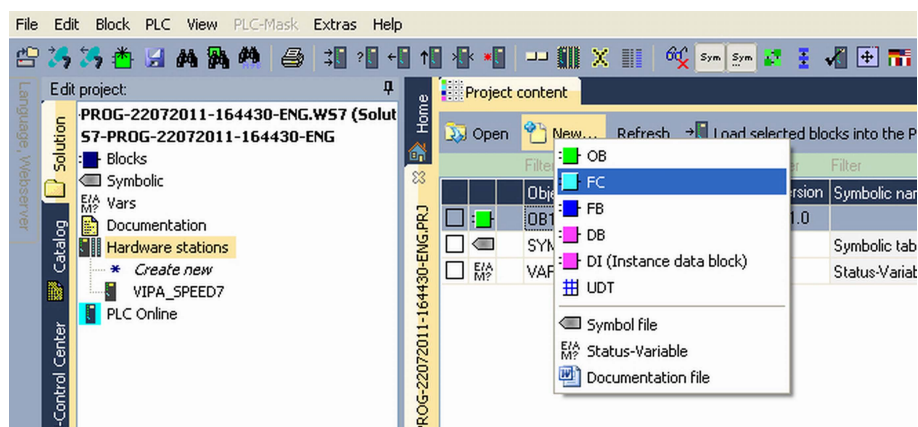 File Edit Block PLC View PLC-Mask Extras Help
Sym Sym
Language, Webserver
Edit project:
Solution
Catalog
-Control Center
-PROG-22072011-164430-ENG.WS7 (Solut
S7-PROG-22072011-164430-ENG
Blocks
Symbolic
E/A M? Vars
Documentation
Hardware stations
* Create new
VIPA_SPEED7
PLC Online
Home
PROG-22072011-164430-ENG.PRJ
Project content
Open New... Refresh Load selected blocks into the P
Filter
Symbolic nam
OB1 1.0
SYM Symbolic tab
E/A M? VAR Status-Variab
OB
FC
FB
DB
DI (Instance data block)
UDT
Symbol file
E/A M? Status-Variable
Documentation file